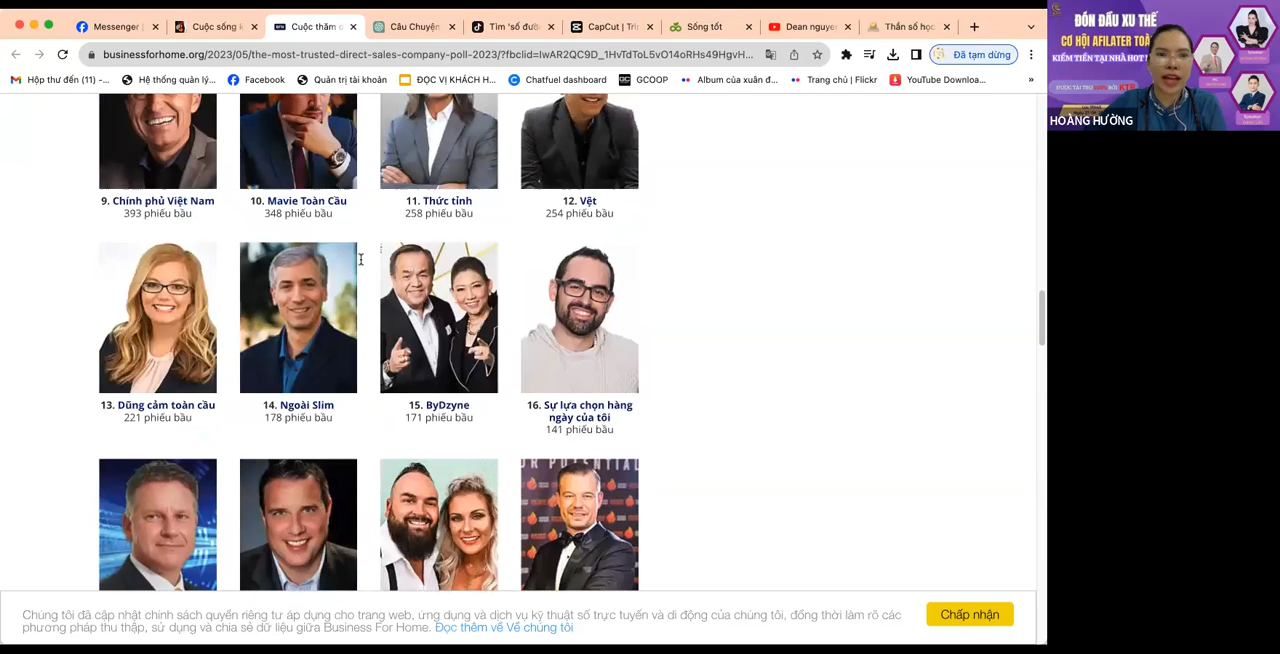 Messenger
Cuộc sống
Cuộc thăm
Câu Chuyện
Tìm 'số đườ
CapCut | Trìn
Sống tốt
Dean nguye
Thần số học
businessforhome.org/2023/05/the-most-trusted-direct-sales-company-poll-2023/?fbclid=IwAR2QC9D_1HvTdToL5vO14oRHs49HgvH...
Đã tạm dừng
Hộp thư đến (11) -...
Hệ thống quản lý...
Facebook
Quản trị tài khoản
ĐỌC VỊ KHÁCH H...
Chatfuel dashboard
GCOOP
Album của xuân đ...
Trang chủ | Flickr
YouTube Downloa...
»
ĐÓN ĐẦU XU THẾ
KIẾM TIỀN TẠI NHÀ HOT
HOÀNG HƯỜNG
9. Chính phủ Việt Nam
393 phiếu bầu
10. Mavie Toàn Cầu
348 phiếu bầu
11. Thức tỉnh
258 phiếu bầu
12. Vệt
254 phiếu bầu
13. Dũng cảm toàn cầu
221 phiếu bầu
14. Ngoài Slim
178 phiếu bầu
15. ByDzyne
171 phiếu bầu
16. Sự lựa chọn hàng
ngày của tôi
141 phiếu bầu
Chúng tôi đã cập nhật chính sách quyền riêng tư áp dụng cho trang web, ứng dụng và dịch vụ kỹ thuật số trực tuyến và di động của chúng tôi, đồng thời làm rõ các
phương pháp thu thập, sử dụng và chia sẻ dữ liệu giữa Business For Home. Đọc thêm về Về chúng tôi
Chấp nhận